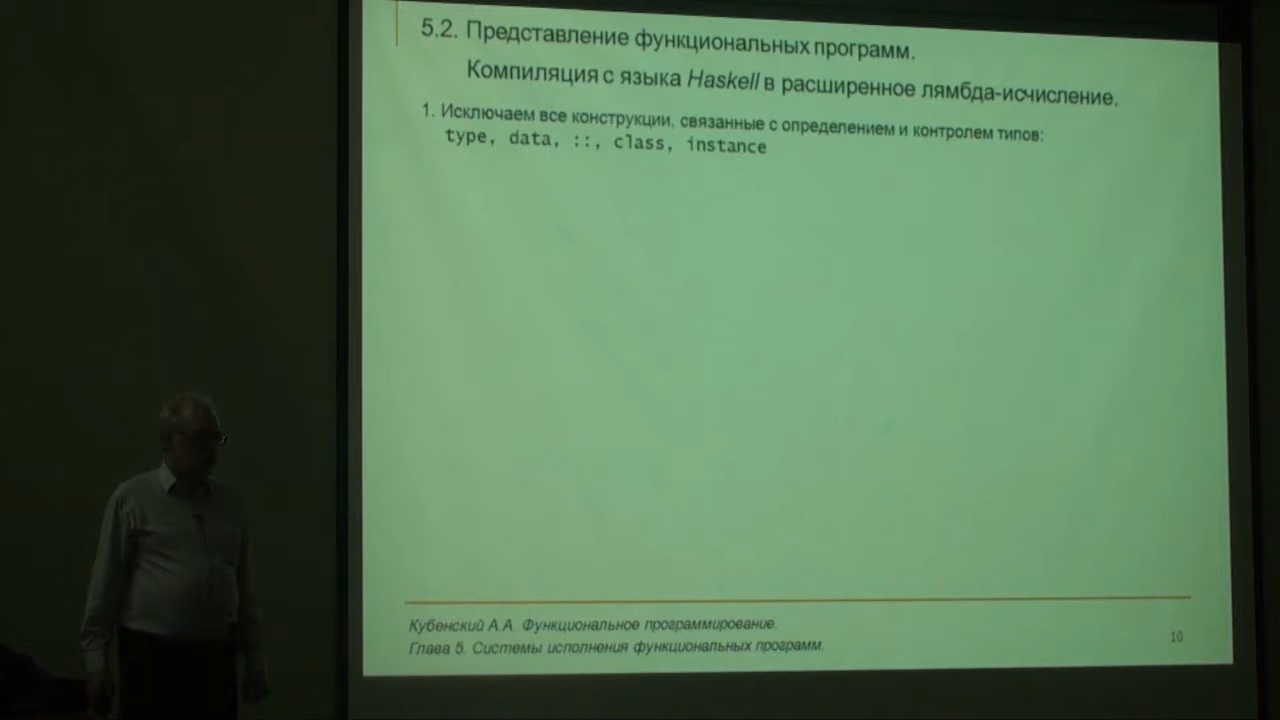 5.2. Представление функциональных программ.
Компиляция с языка Haskell в расширенное лямбда-исчисление.
1. Исключаем все конструкции, связанные с определением и контролем типов:
type, data, ::, class, instance
Кубенский А.А. Функциональное программирование.
Глава 5. Системы исполнения функциональных программ.
10